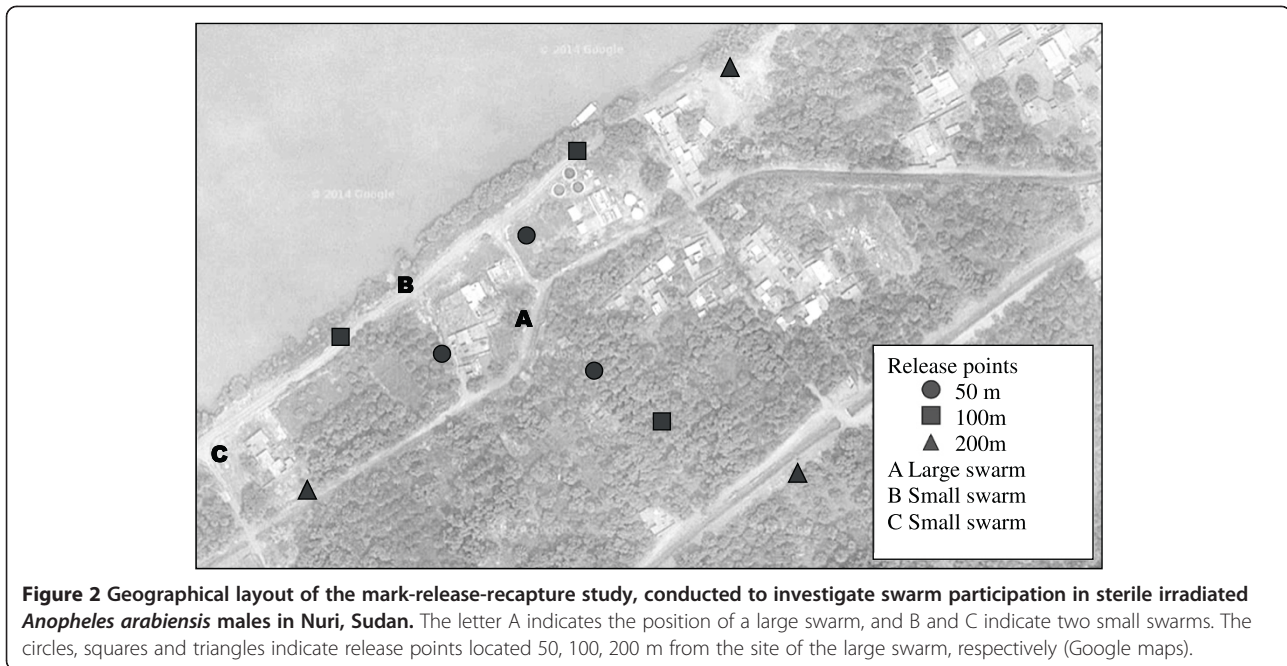 © 2014 Google
© 2014 Google
B
A
C
Release points
50 m
100m
200m
A Large swarm
B Small swarm
C Small swarm
Figure 2 Geographical layout of the mark-release-recapture study, conducted to investigate swarm participation in sterile irradiated
Anopheles arabiensis males in Nuri, Sudan. The letter A indicates the position of a large swarm, and B and C indicate two small swarms. The
circles, squares and triangles indicate release points located 50, 100, 200 m from the site of the large swarm, respectively (Google maps).